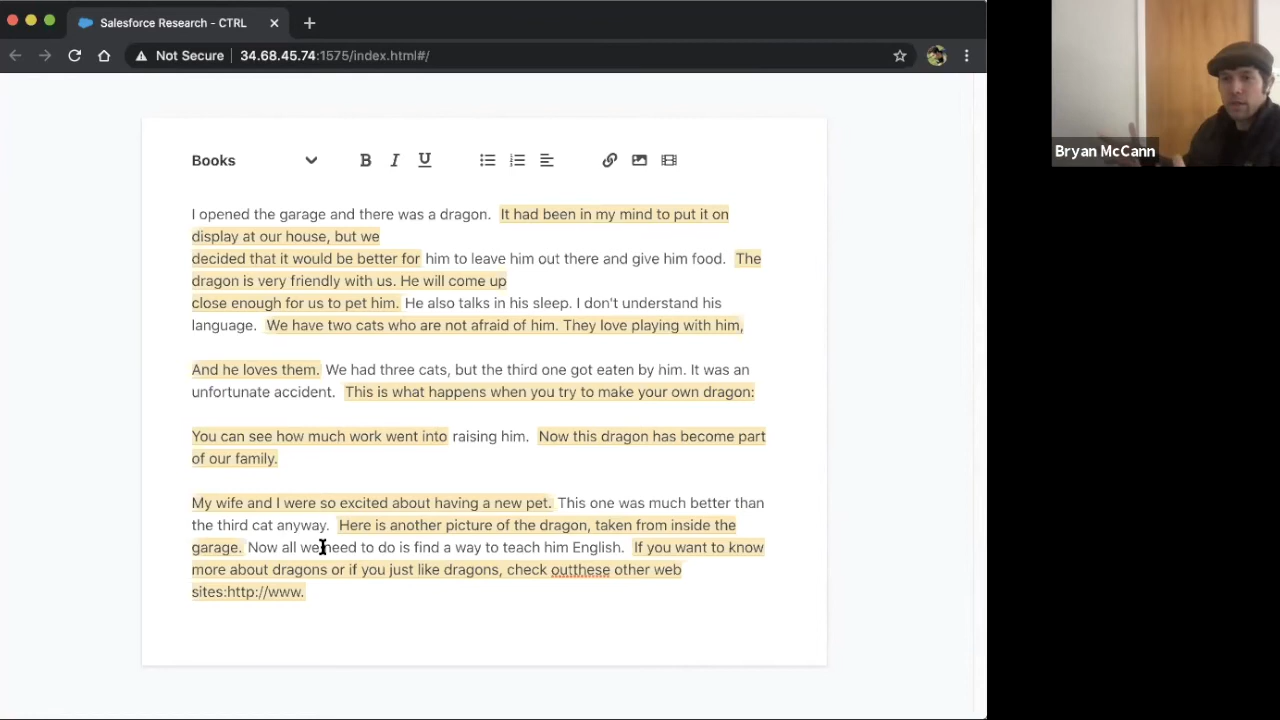 Salesforce Research - CTRL
Not Secure
34.68.45.74:1575/index.html#/
Bryan McCann
Books
B I U
I opened the garage and there was a dragon. It had been in my mind to put it on
display at our house, but we
decided that it would be better for him to leave him out there and give him food. The
dragon is very friendly with us. He will come up
close enough for us to pet him. He also talks in his sleep. I don't understand his
language. We have two cats who are not afraid of him. They love playing with him,
And he loves them. We had three cats, but the third one got eaten by him. It was an
unfortunate accident. This is what happens when you try to make your own dragon:
You can see how much work went into raising him. Now this dragon has become part
of our family.
My wife and I were so excited about having a new pet. This one was much better than
the third cat anyway. Here is another picture of the dragon, taken from inside the
garage. Now all we need to do is find a way to teach him English. If you want to know
more about dragons or if you just like dragons, check outthese other web
sites:http://www.